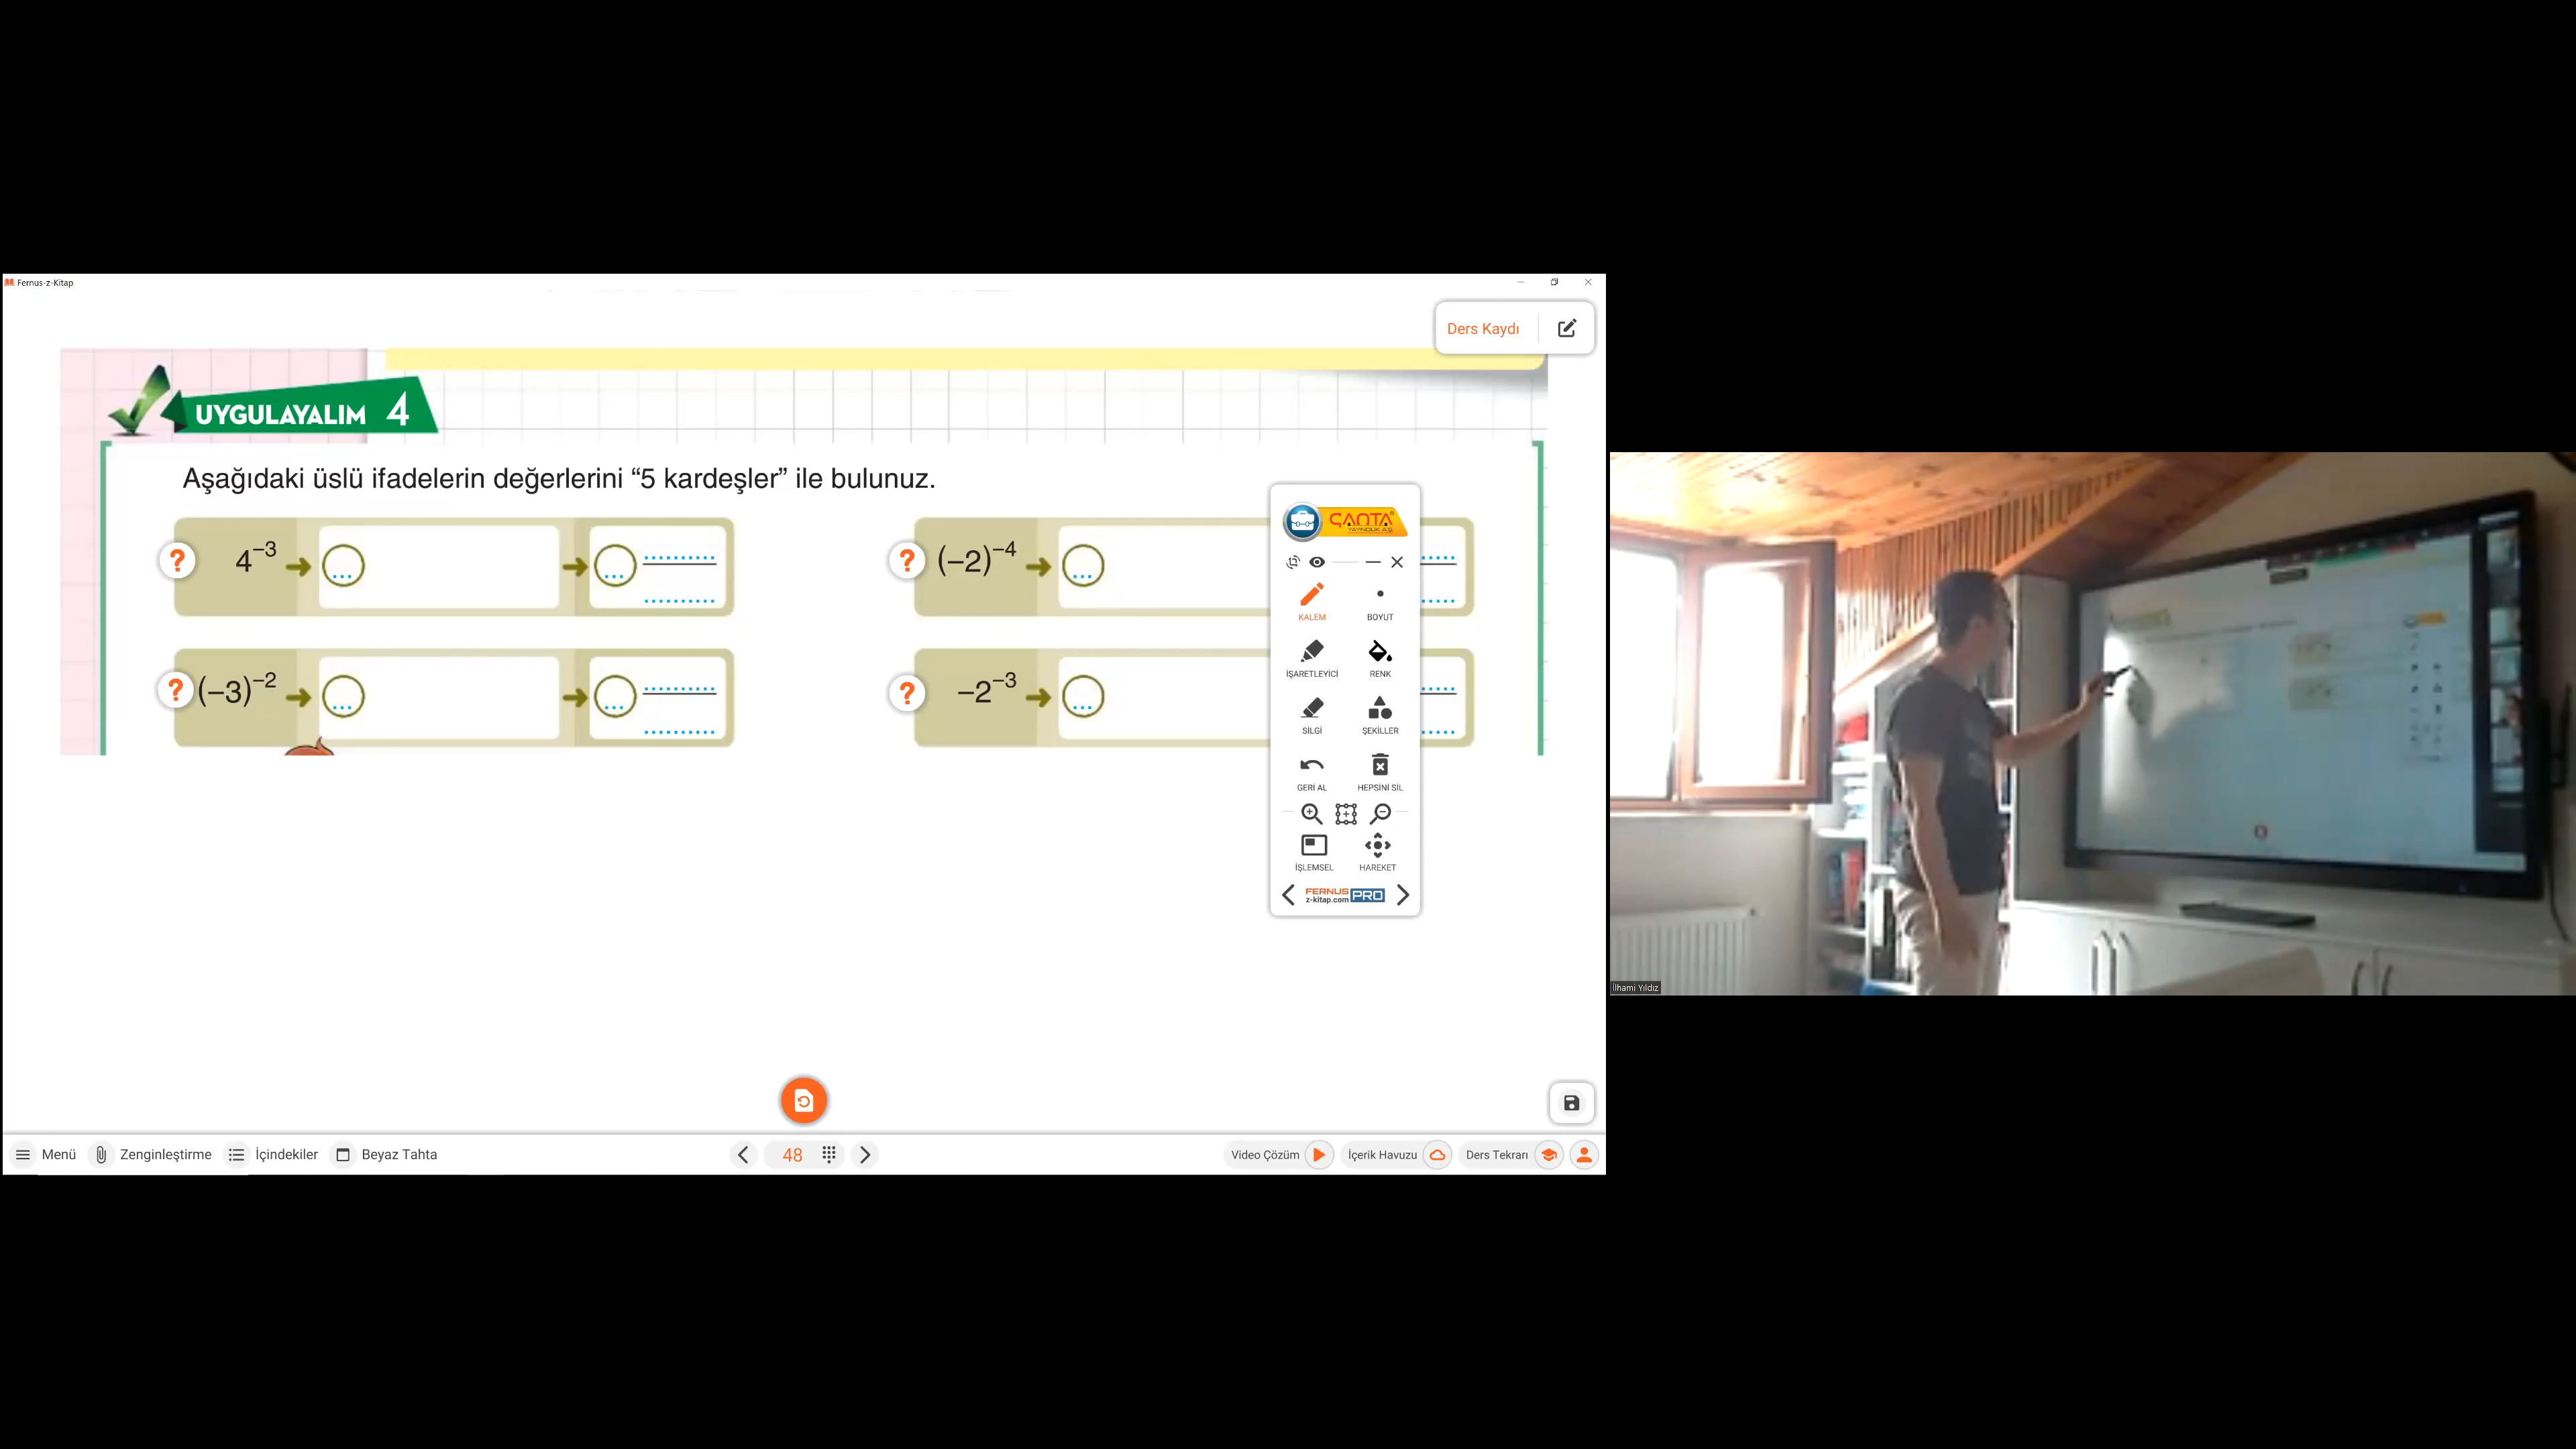 Fernus-z-Kitap
Ders Kaydı
UYGULAYALIM 4
Aşağıdaki üslü ifadelerin değerlerini “5 kardeşler” ile bulunuz.
? 4⁻³ ... ... .......... ..........
? (–2)⁻⁴ ...
? (–3)⁻² ... ... .......... ..........
? –2⁻³ ...
ÇANTA
YAYINCILIK A.Ş.
KALEM BOYUT
İŞARETLEYİCİ RENK
SİLGİ ŞEKİLLER
GERİ AL HEPSİNİ SİL
İŞLEMSEL HAREKET
FERNUS
z-kitap.com PRO
İlhami Yıldız
Menü Zenginleştirme İçindekiler Beyaz Tahta 48 Video Çözüm İçerik Havuzu Ders Tekrarı